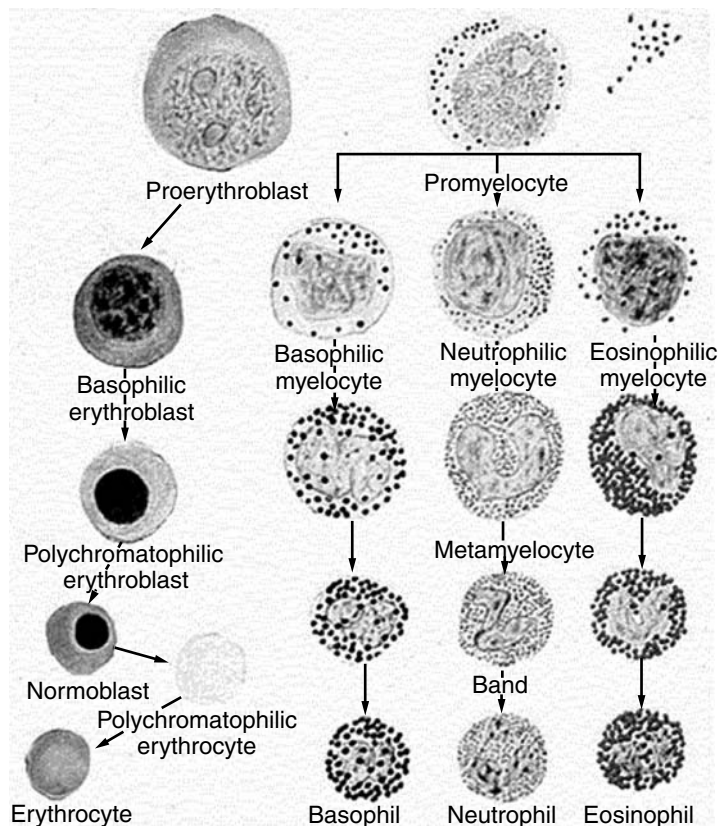 Proerythroblast
Promyelocyte
Basophilic
erythroblast
Basophilic
myelocyte
Neutrophilic
myelocyte
Eosinophilic
myelocyte
Polychromatophilic
erythroblast
Metamyelocyte
Normoblast
Band
Polychromatophilic
erythrocyte
Erythrocyte
Basophil
Neutrophil
Eosinophil